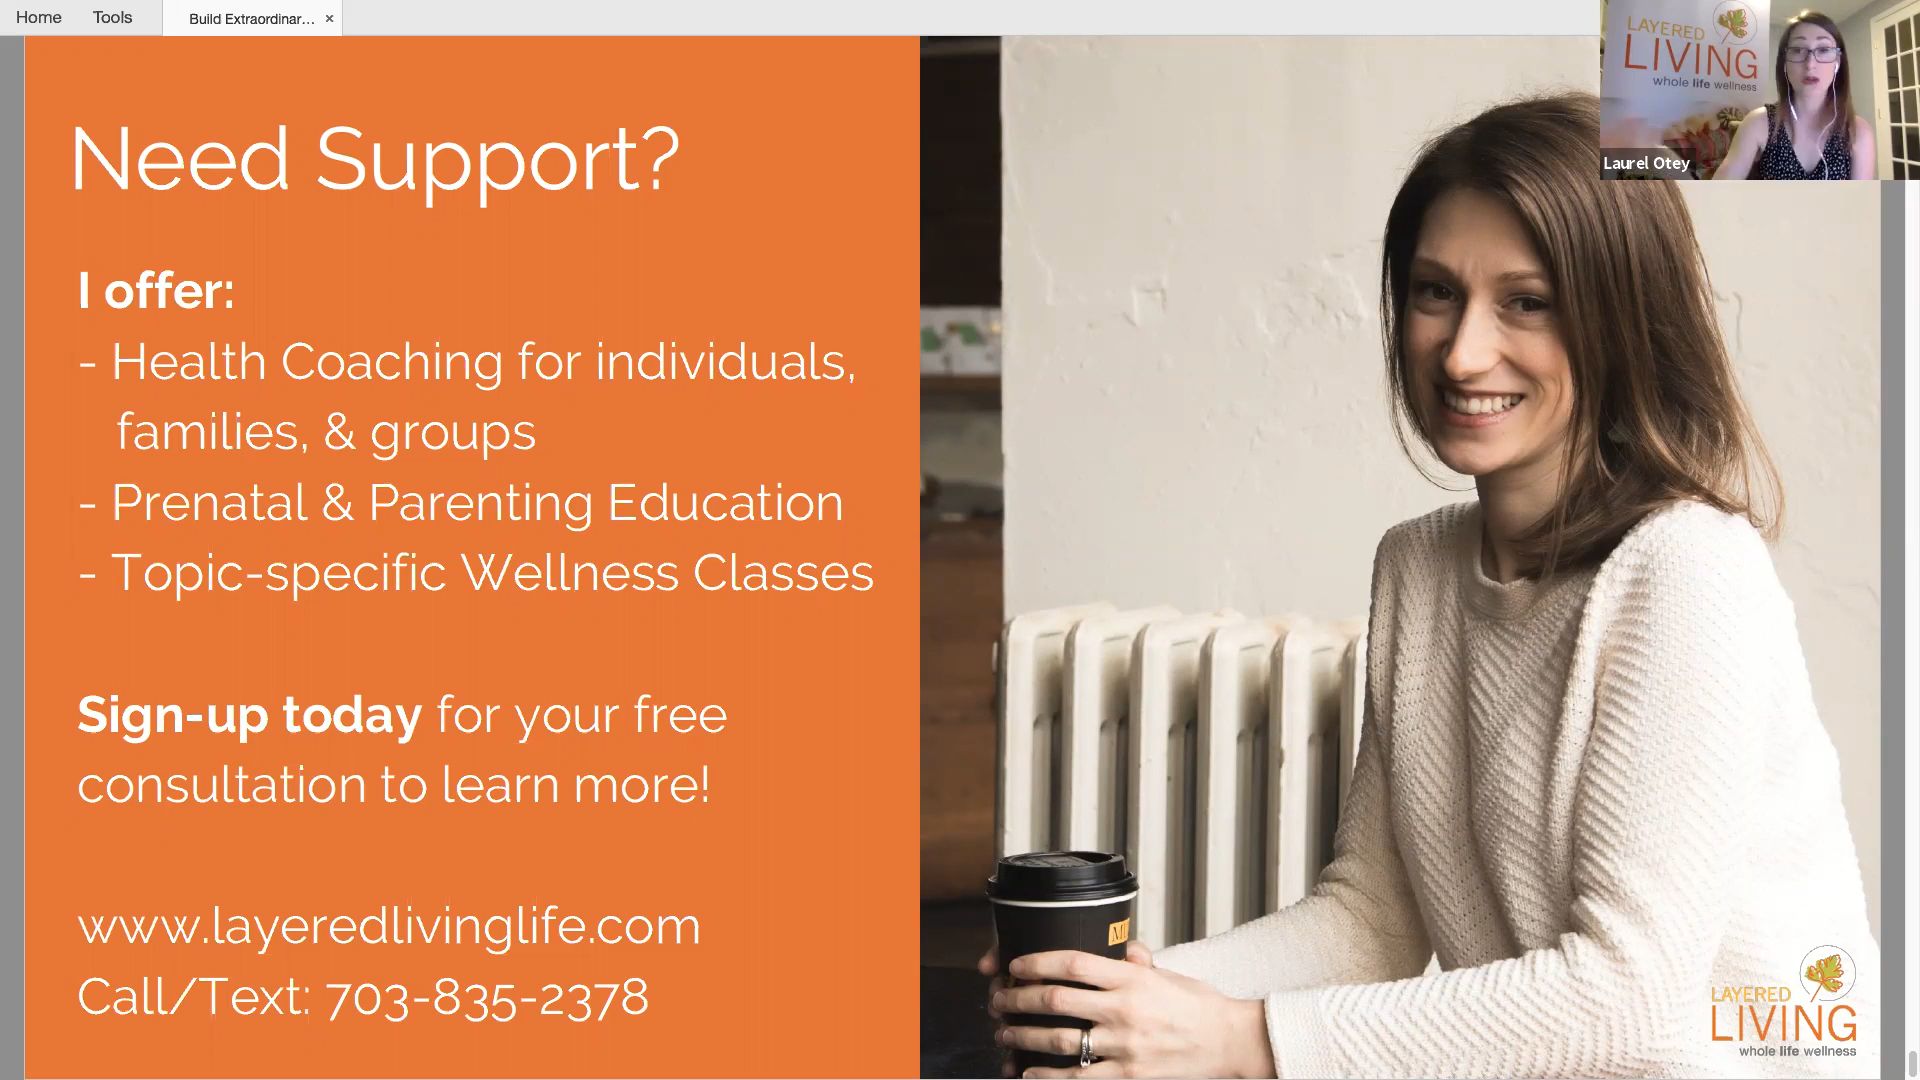 Home
Tools
Build Extraordinar...
×
LAYERED
LIVING
whole life wellness
Laurel Otey
Need Support?
I offer:
- Health Coaching for individuals,
families, & groups
- Prenatal & Parenting Education
- Topic-specific Wellness Classes
Sign-up today for your free
consultation to learn more!
www.layeredlivinglife.com
Call/Text: 703-835-2378
LAYERED
LIVING
whole life wellness